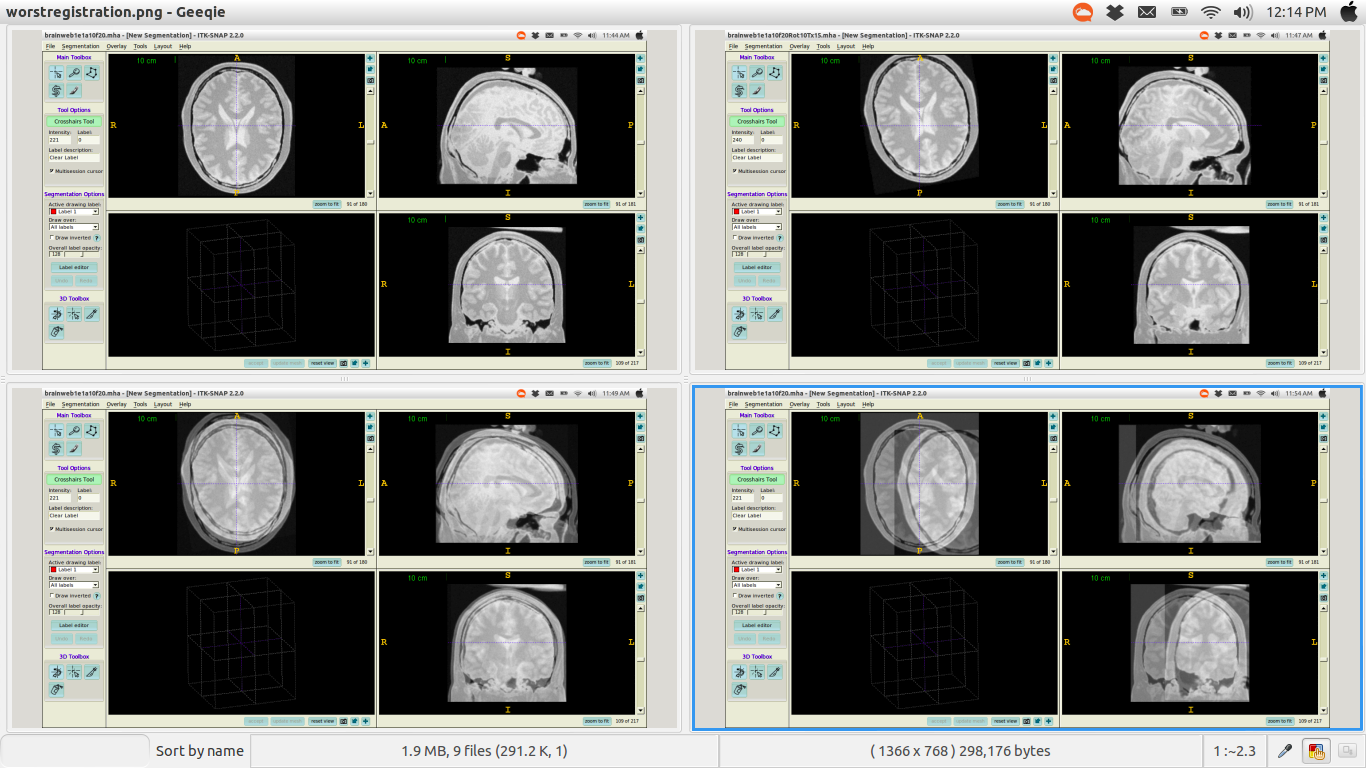 worstregistration.png - Geeqie 12:14 PM
brainweb1e1a10f20.mha - [New Segmentation] - ITK-SNAP 2.2.0 11:44 AM
File Segmentation Overlay Tools Layout Help
Main Toolbox
Tool Options
Crosshairs Tool
Intensity: Label:
221 0
Label description:
Clear Label
Multisession cursor
Segmentation Options
Active drawing label:
Label 1
Draw over:
All labels
Draw inverted ?
Overall label opacity:
128
Label editor
Undo Redo
3D Toolbox
10 cm A R L P
zoom to fit 91 of 180
10 cm S A P I
zoom to fit 91 of 181
accept update mesh reset view
10 cm S R L I
zoom to fit 109 of 217
brainweb1e1a10f20Rot10Tx15.mha - [New Segmentation] - ITK-SNAP 2.2.0 11:47 AM
File Segmentation Overlay Tools Layout Help
Main Toolbox
Tool Options
Crosshairs Tool
Intensity: Label:
240 0
Label description:
Clear Label
Multisession cursor
Segmentation Options
Active drawing label:
Label 1
Draw over:
All labels
Draw inverted ?
Overall label opacity:
128
Label editor
Undo Redo
3D Toolbox
10 cm A R L P
zoom to fit 91 of 180
10 cm S A P I
zoom to fit 91 of 181
accept update mesh reset view
10 cm S R L I
zoom to fit 109 of 217
brainweb1e1a10f20.mha - [New Segmentation] - ITK-SNAP 2.2.0 11:49 AM
File Segmentation Overlay Tools Layout Help
Main Toolbox
Tool Options
Crosshairs Tool
Intensity: Label:
221 0
Label description:
Clear Label
Multisession cursor
Segmentation Options
Active drawing label:
Label 1
Draw over:
All labels
Draw inverted ?
Overall label opacity:
128
Label editor
Undo Redo
3D Toolbox
10 cm A R L P
zoom to fit 91 of 180
10 cm S A P I
zoom to fit 91 of 181
accept update mesh reset view
10 cm S R L I
zoom to fit 109 of 217
brainweb1e1a10f20.mha - [New Segmentation] - ITK-SNAP 2.2.0 11:54 AM
File Segmentation Overlay Tools Layout Help
Main Toolbox
Tool Options
Crosshairs Tool
Intensity: Label:
221 0
Label description:
Clear Label
Multisession cursor
Segmentation Options
Active drawing label:
Label 1
Draw over:
All labels
Draw inverted ?
Overall label opacity:
128
Label editor
Undo Redo
3D Toolbox
10 cm A R L P
zoom to fit 91 of 180
10 cm S A P I
zoom to fit 91 of 181
accept update mesh reset view
10 cm S R L I
zoom to fit 109 of 217
Sort by name 1.9 MB, 9 files (291.2 K, 1) ( 1366 x 768 ) 298,176 bytes 1 :~2.3